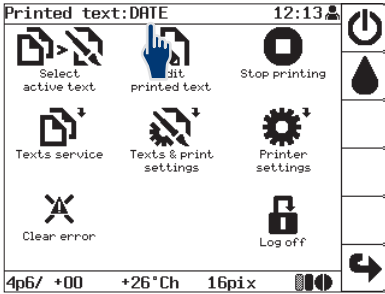 Printed text:DATE 12:13
Select
active text
dit
printed text
Stop printing
Texts service
Texts & print
settings
Printer
settings
Clear error
Log off
4p6/ +00 +26°Ch 16pix